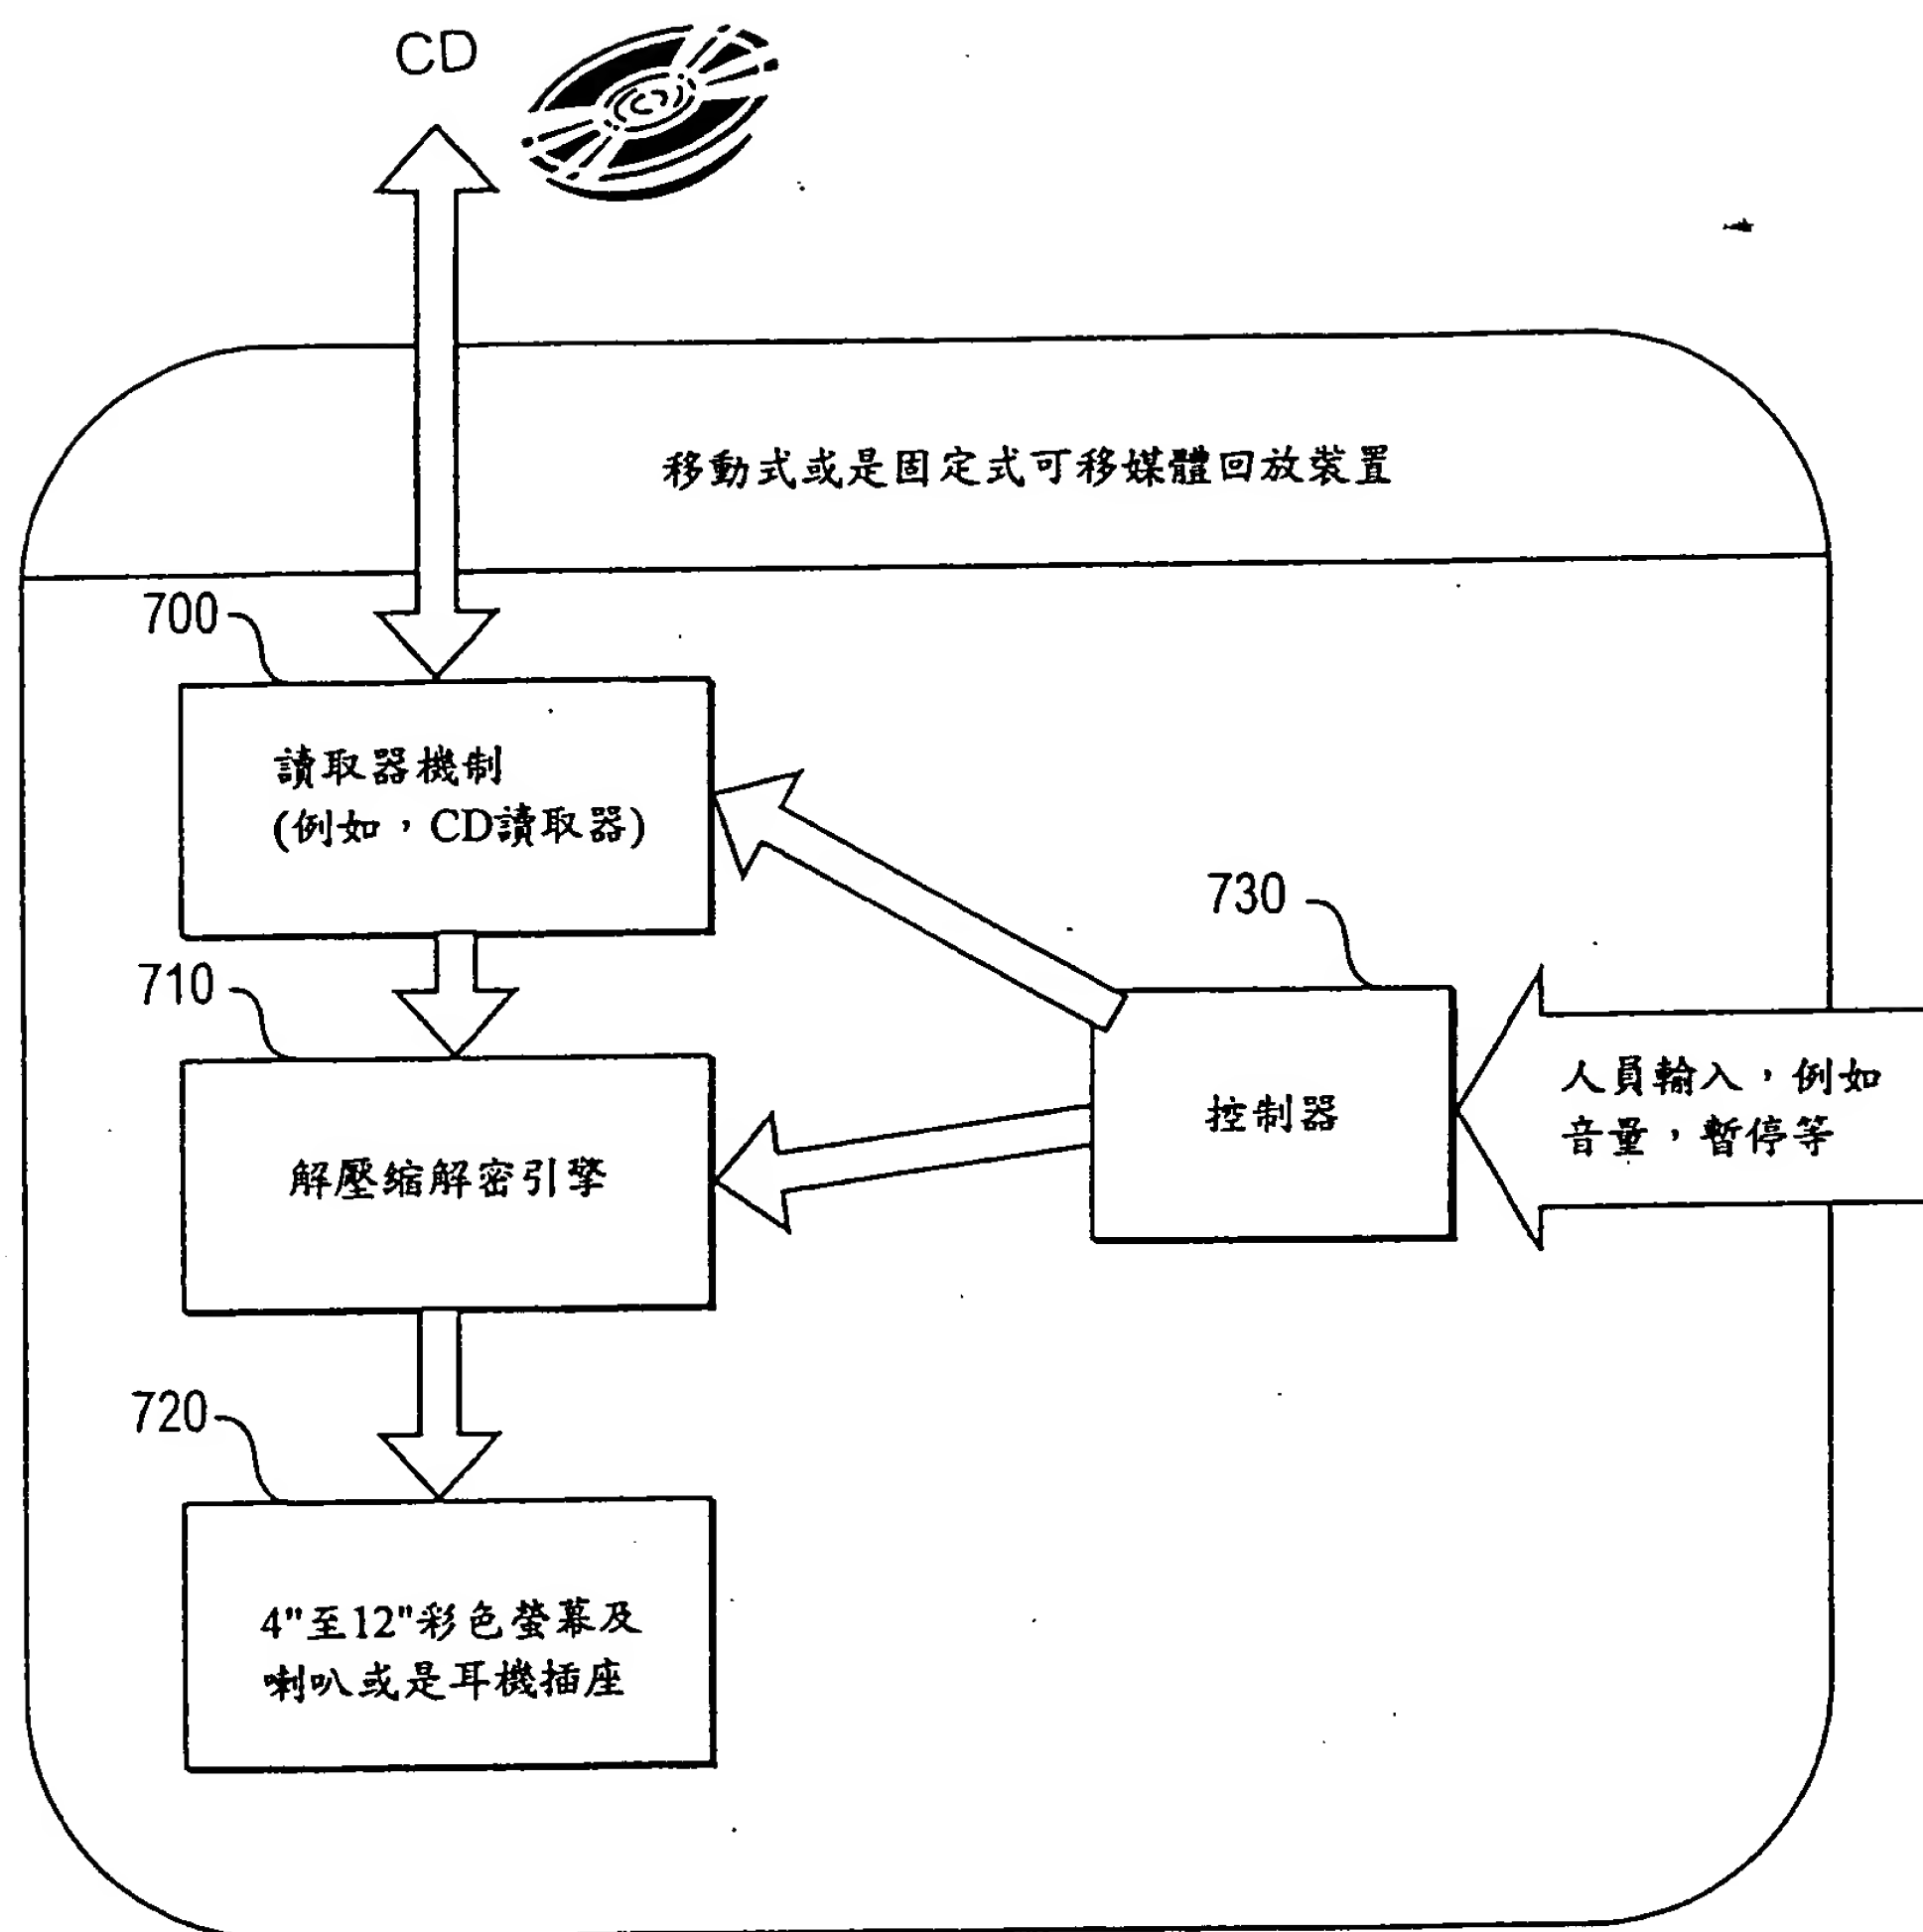 CD
移動式或是固定式可移媒體回放裝置
700
讀取器機制
(例如，CD讀取器)
730
710
控制器
人員輸入，例如
音量，暫停等
解壓縮解密引擎
720
4"至12"彩色螢幕及
喇叭或是耳機插座